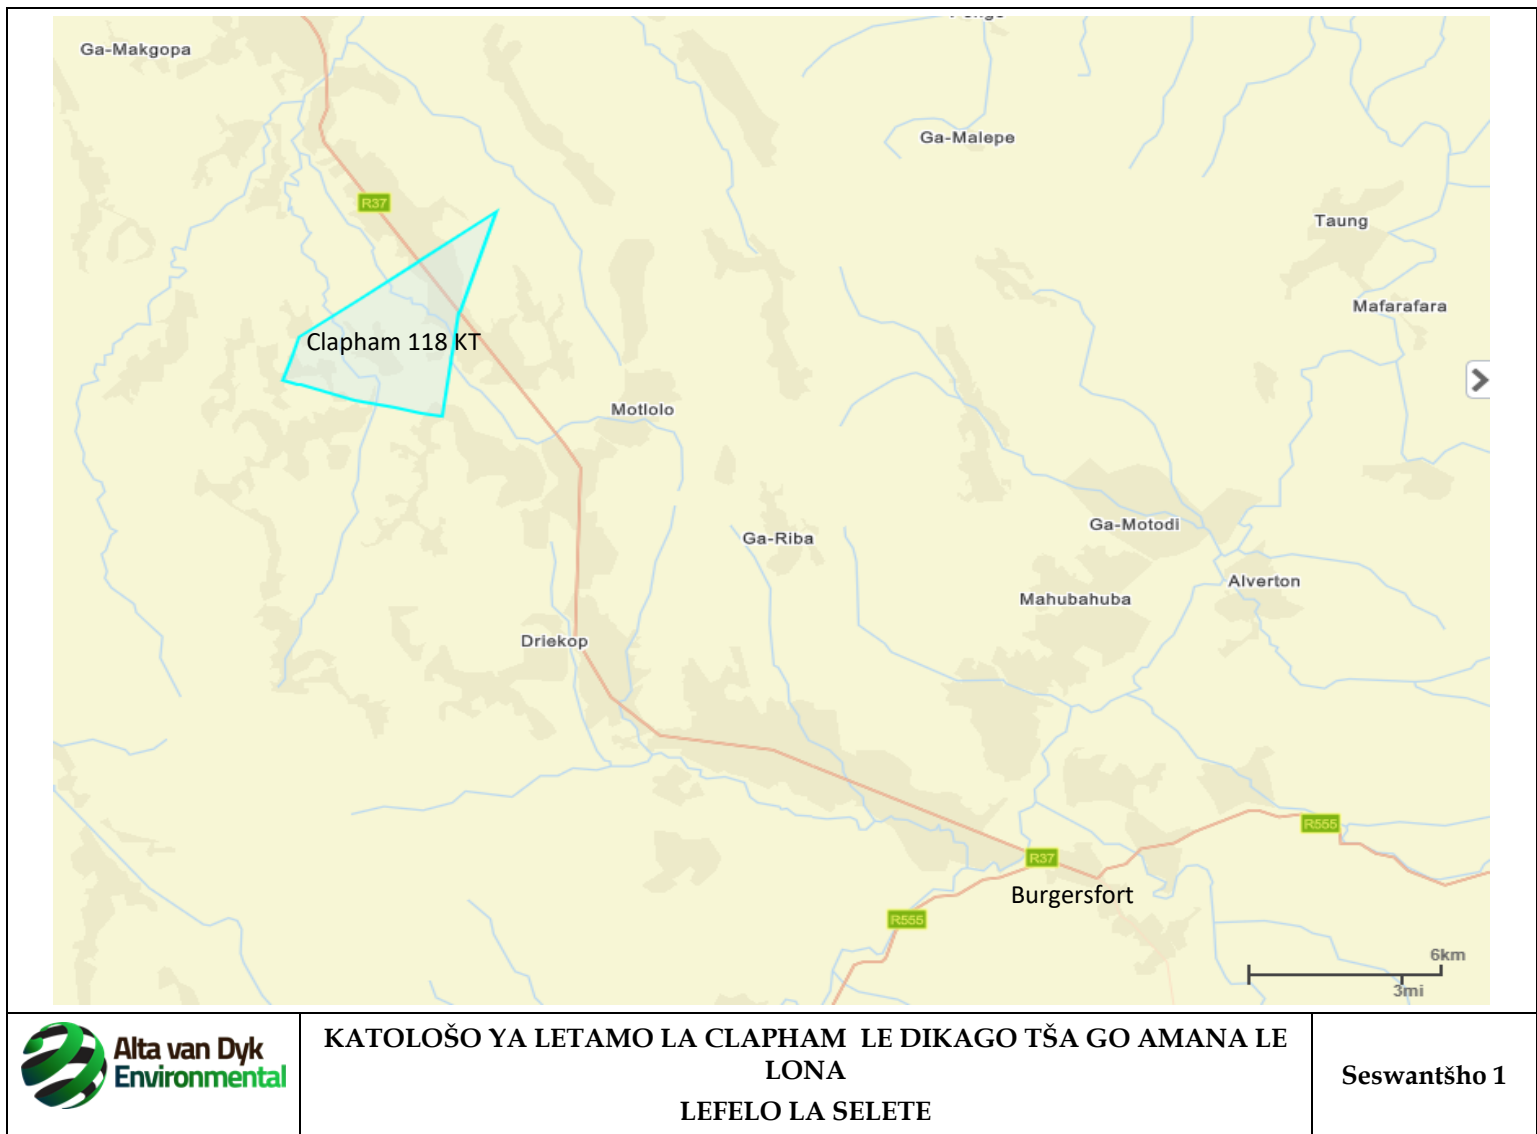 Ga-Makgopa
Ga-Malepe
R37
Taung
Mafarafara
Clapham 118 KT
Motlolo
Ga-Motodi
Ga-Riba
Alverton
Mahubahuba
Driekop
R555
R37
Burgersfort
R555
6km
3mi
Alta van Dyk
Environmental
KATOLOŠO YA LETAMO LA CLAPHAM LE DIKAGO TŠA GO AMANA LE
LONA
LEFELO LA SELETE
Seswantšho 1